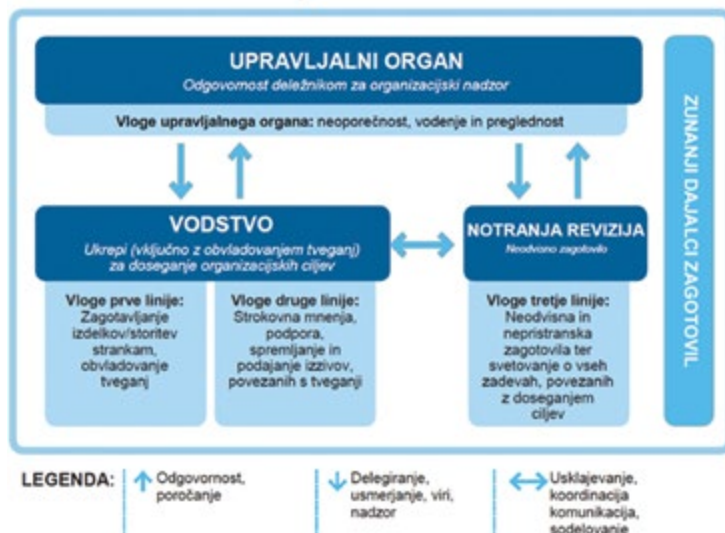 UPRAVLJALNI ORGAN
Odgovornost deležnikom za organizacijski nadzor
Vloge upravljalnega organa: neoporečnost, vodenje in preglednost
VODSTVO
Ukrepi (vključno z obvladovanjem tveganj)
za doseganje organizacijskih ciljev
Vloge prve linije:
Zagotavljanje
izdelkov/storitev
strankam,
obvladovanje
tveganj
Vloge druge linije:
Strokovna mnenja,
podpora,
spremljanje in
podajanje izzivov,
povezanih s tveganji
NOTRANJA REVIZIJA
Neodvisno zagotovilo
Vloge tretje linije:
Neodvisna in
nepristranska
zagotovila ter
svetovanje o vseh
zadevah, povezanih
z doseganjem
ciljev
ZUNANJI DAJALCI ZAGOTOVIL
LEGENDA:
Odgovornost,
poročanje
Delegiranje,
usmerjanje, viri,
nadzor
Usklajevanje,
koordinacija
komunikacija,
sodelovanje